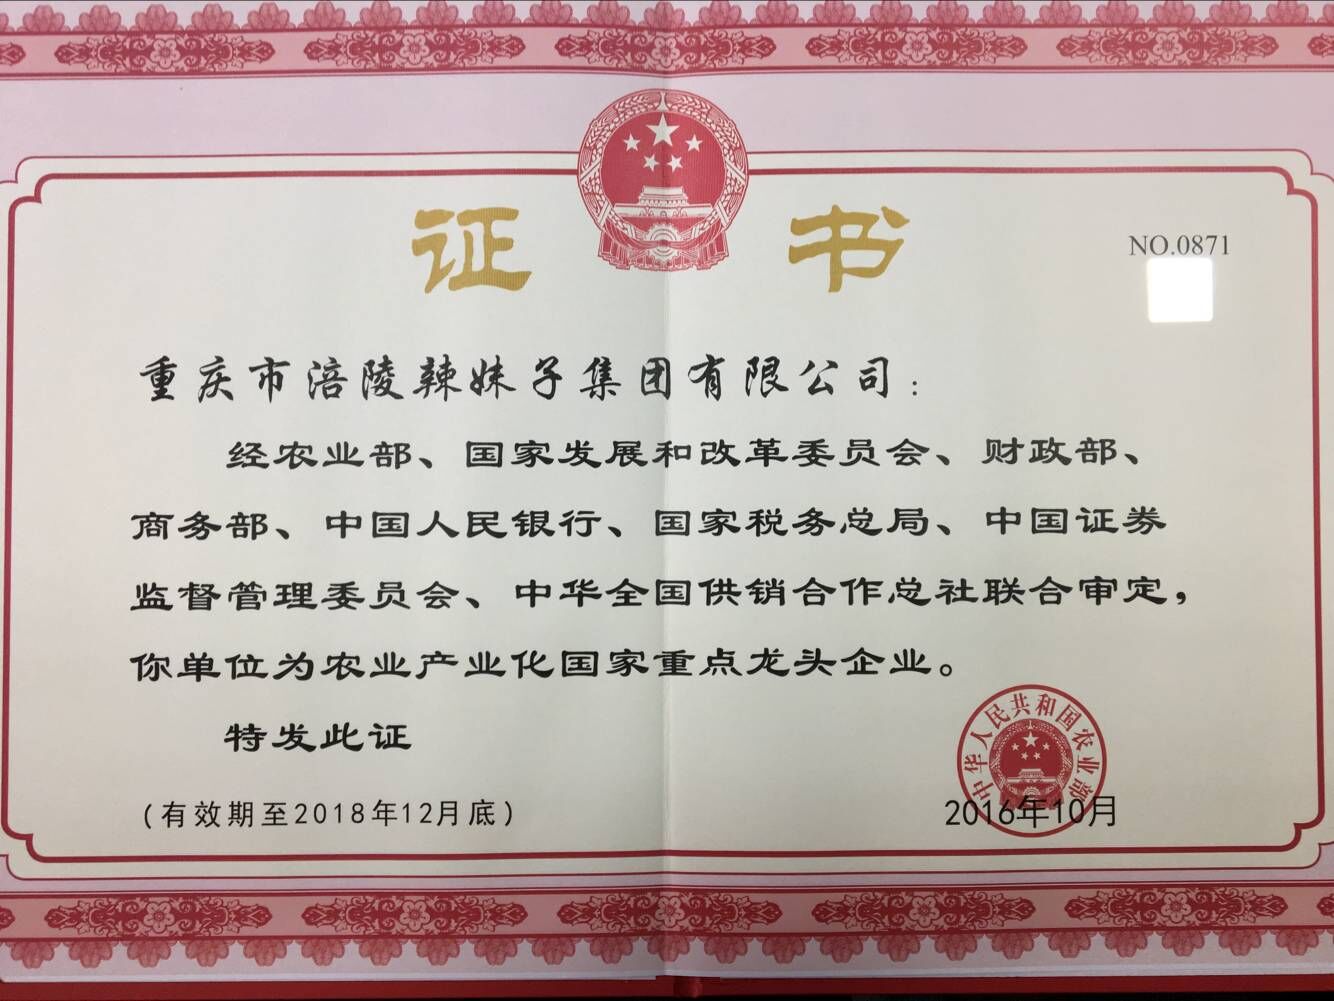 证书
NO.0871
重庆市涪陵辣妹子集团有限公司：
经农业部、国家发展和改革委员会、财政部、
商务部、中国人民银行、国家税务总局、中国证券
监督管理委员会、中华全国供销合作总社联合审定，
你单位为农业产业化国家重点龙头企业。
特发此证
中华人民共和国农业部
(有效期至2018年12月底)
2016年10月